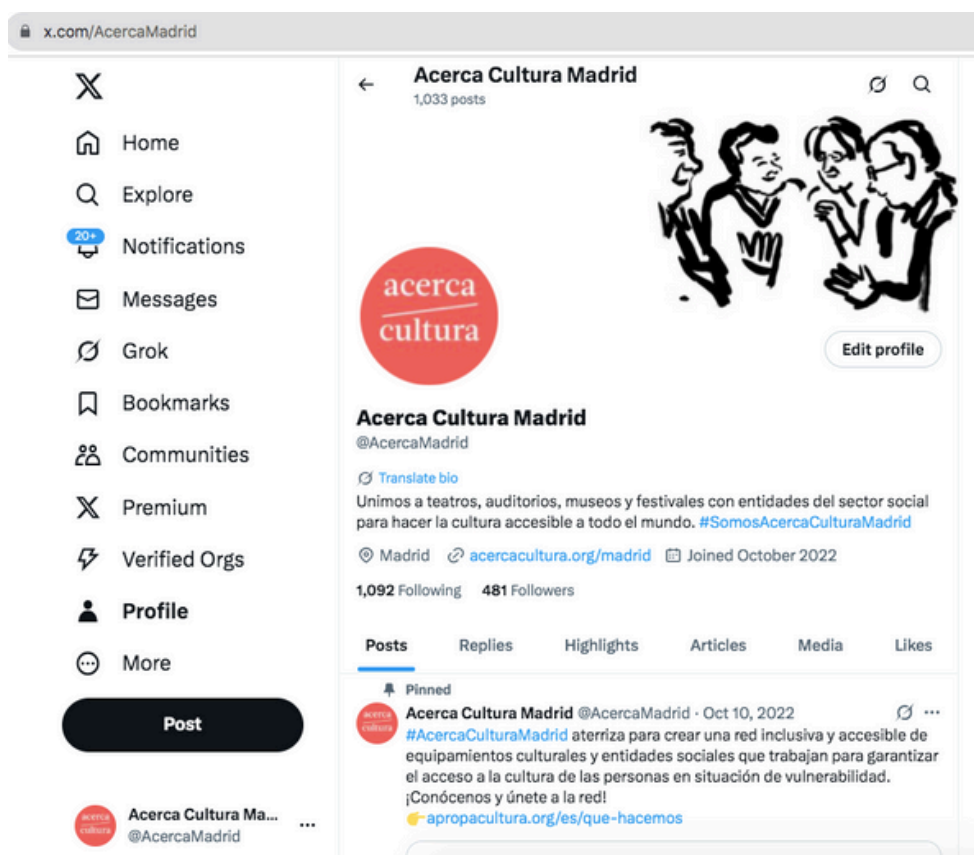 x.com/AcercaMadrid
Home
Explore
20+
Notifications
Messages
Grok
Bookmarks
Communities
Premium
Verified Orgs
Profile
More
Post
Acerca Cultura Ma...
@AcercaMadrid
Acerca Cultura Madrid
1,033 posts
acerca
cultura
Edit profile
Acerca Cultura Madrid
@AcercaMadrid
Translate bio
Unimos a teatros, auditorios, museos y festivales con entidades del sector social
para hacer la cultura accesible a todo el mundo. #SomosAcercaCulturaMadrid
Madrid acercacultura.org/madrid Joined October 2022
1,092 Following 481 Followers
Posts Replies Highlights Articles Media Likes
Pinned
Acerca Cultura Madrid @AcercaMadrid · Oct 10, 2022
#AcercaCulturaMadrid aterriza para crear una red inclusiva y accesible de
equipamientos culturales y entidades sociales que trabajan para garantizar
el acceso a la cultura de las personas en situación de vulnerabilidad.
¡Conócenos y únete a la red!
👉apropacultura.org/es/que-hacemos
acerca
cultura
acerca
cultura